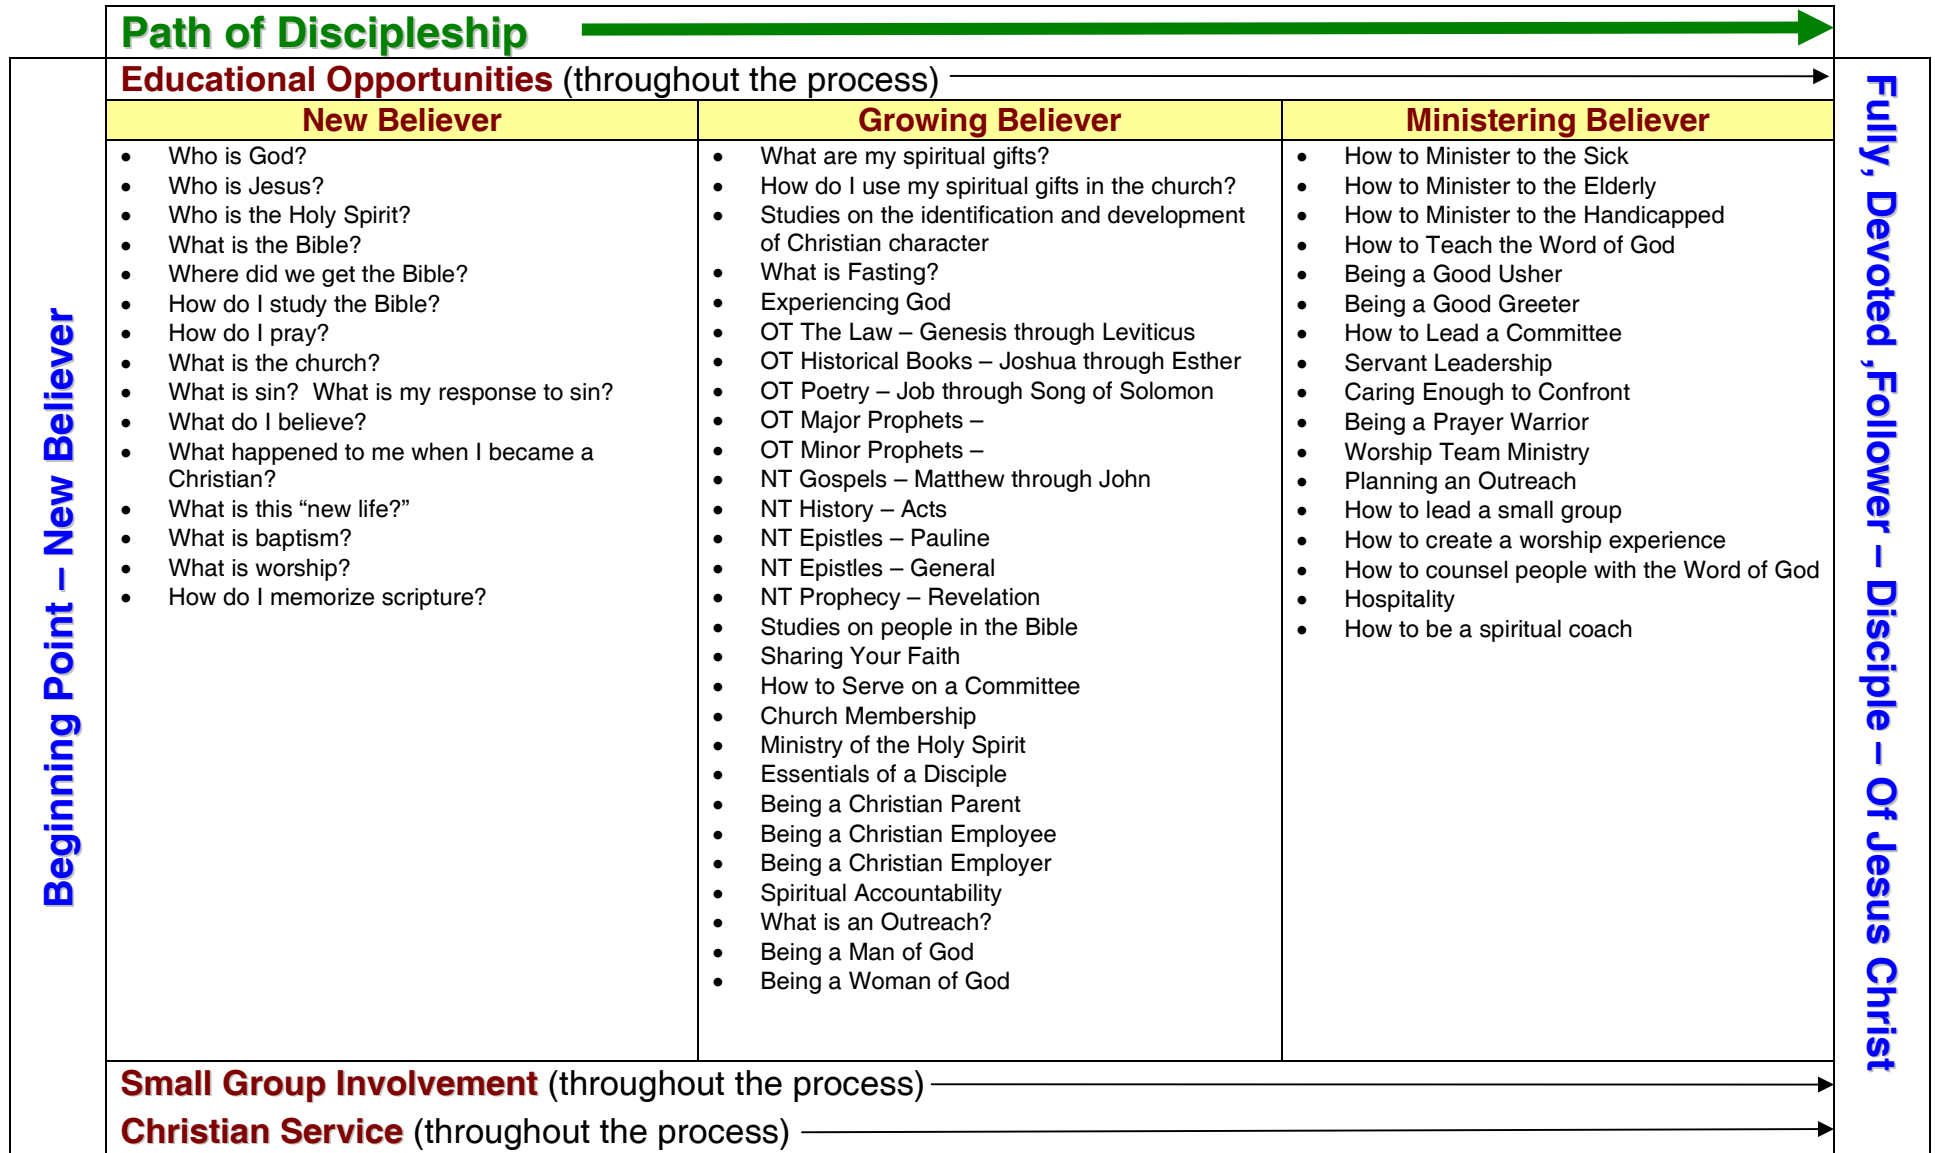 Path of Discipleship
Educational Opportunities (throughout the process)
Beginning Point – New Believer
New Believer
• Who is God?
• Who is Jesus?
• Who is the Holy Spirit?
• What is the Bible?
• Where did we get the Bible?
• How do I study the Bible?
• How do I pray?
• What is the church?
• What is sin?  What is my response to sin?
• What do I believe?
• What happened to me when I became a
Christian?
• What is this “new life?”
• What is baptism?
• What is worship?
• How do I memorize scripture?
Growing Believer
• What are my spiritual gifts?
• How do I use my spiritual gifts in the church?
• Studies on the identification and development
of Christian character
• What is Fasting?
• Experiencing God
• OT The Law – Genesis through Leviticus
• OT Historical Books – Joshua through Esther
• OT Poetry – Job through Song of Solomon
• OT Major Prophets –
• OT Minor Prophets –
• NT Gospels – Matthew through John
• NT History – Acts
• NT Epistles – Pauline
• NT Epistles – General
• NT Prophecy – Revelation
• Studies on people in the Bible
• Sharing Your Faith
• How to Serve on a Committee
• Church Membership
• Ministry of the Holy Spirit
• Essentials of a Disciple
• Being a Christian Parent
• Being a Christian Employee
• Being a Christian Employer
• Spiritual Accountability
• What is an Outreach?
• Being a Man of God
• Being a Woman of God
Ministering Believer
• How to Minister to the Sick
• How to Minister to the Elderly
• How to Minister to the Handicapped
• How to Teach the Word of God
• Being a Good Usher
• Being a Good Greeter
• How to Lead a Committee
• Servant Leadership
• Caring Enough to Confront
• Being a Prayer Warrior
• Worship Team Ministry
• Planning an Outreach
• How to lead a small group
• How to create a worship experience
• How to counsel people with the Word of God
• Hospitality
• How to be a spiritual coach
Fully, Devoted ,Follower – Disciple – Of Jesus Christ
Small Group Involvement (throughout the process)
Christian Service (throughout the process)